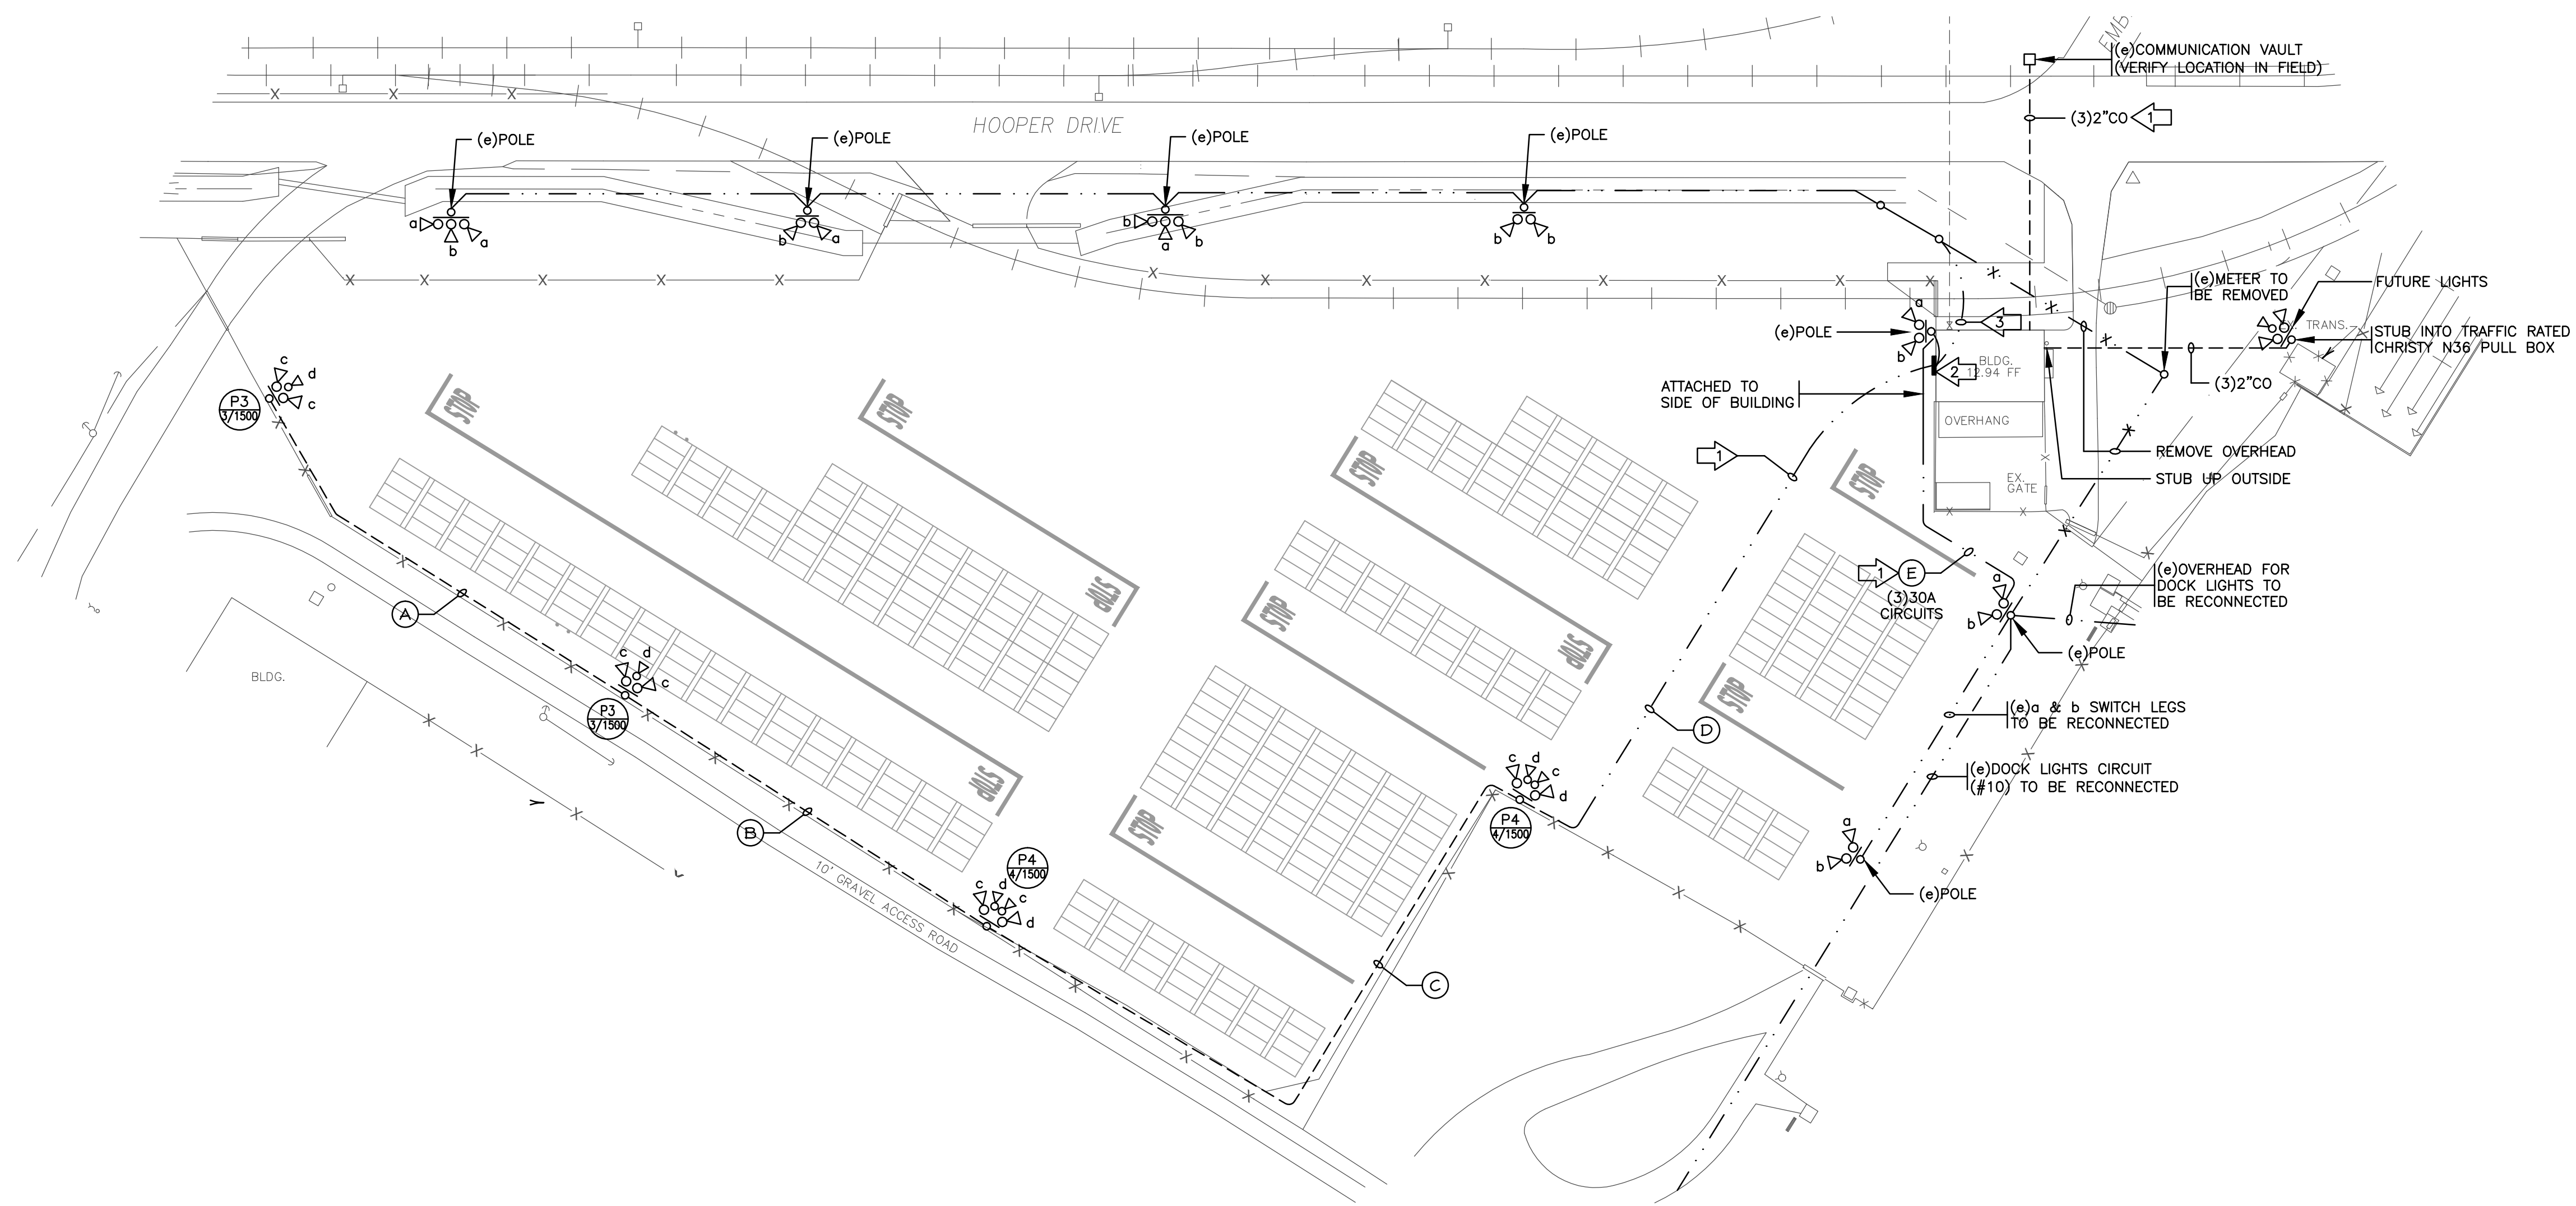 EMB
(e)COMMUNICATION VAULT
(VERIFY LOCATION IN FIELD)
(3)2"CO
1
HOOPER DRIVE
(e)POLE
(e)POLE
(e)POLE
(e)POLE
a
b
a
b
a
b
a
b
b
b
(e)METER TO
BE REMOVED
FUTURE LIGHTS
TRANS.
STUB INTO TRAFFIC RATED
CHRISTY N36 PULL BOX
(3)2"CO
a
b
(e)POLE
3
2
BLDG.
12.94 FF
ATTACHED TO
SIDE OF BUILDING
OVERHANG
EX.
GATE
REMOVE OVERHEAD
STUB UP OUTSIDE
1
c
d
c
P3
3/1500
STOP
STOP
STOP
STOP
STOP
STOP
STOP
STOP
STOP
STOP
1
E
(3)30A
CIRCUITS
(e)OVERHEAD FOR
DOCK LIGHTS TO
BE RECONNECTED
a
b
(e)POLE
A
BLDG.
c
d
c
P3
3/1500
(e)a & b SWITCH LEGS
TO BE RECONNECTED
D
(e)DOCK LIGHTS CIRCUIT
(#10) TO BE RECONNECTED
c
d
c
d
P4
4/1500
B
a
b
(e)POLE
P4
4/1500
c
d
c
d
10' GRAVEL ACCESS ROAD
C